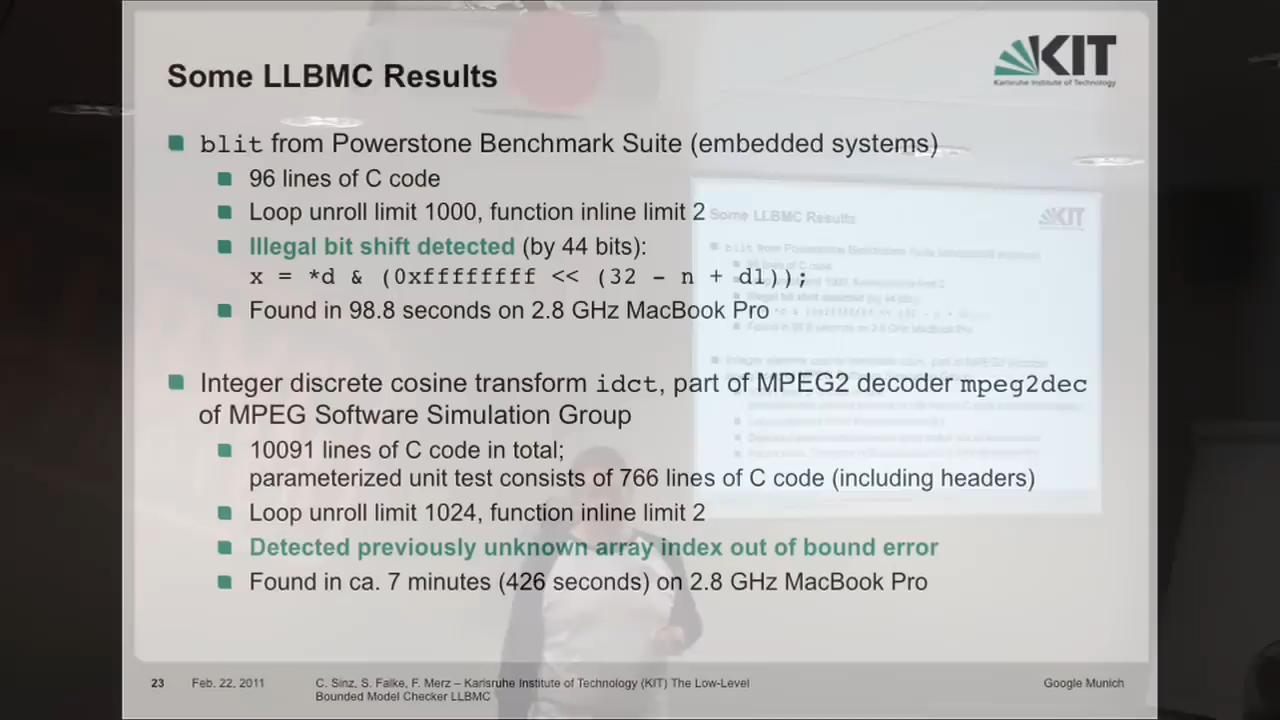 Some LLBMC Results
KIT
Karlsruhe Institute of Technology
blit from Powerstone Benchmark Suite (embedded systems)
96 lines of C code
Loop unroll limit 1000, function inline limit 2
Illegal bit shift detected (by 44 bits):
x = *d & (0xffffffff << (32 - n + dl));
Found in 98.8 seconds on 2.8 GHz MacBook Pro
Integer discrete cosine transform idct, part of MPEG2 decoder mpeg2dec
of MPEG Software Simulation Group
10091 lines of C code in total;
parameterized unit test consists of 766 lines of C code (including headers)
Loop unroll limit 1024, function inline limit 2
Detected previously unknown array index out of bound error
Found in ca. 7 minutes (426 seconds) on 2.8 GHz MacBook Pro
23 Feb. 22, 2011 C. Sinz, S. Falke, F. Merz – Karlsruhe Institute of Technology (KIT) The Low-Level
Bounded Model Checker LLBMC
Google Munich
Some LLBMC Results
KIT